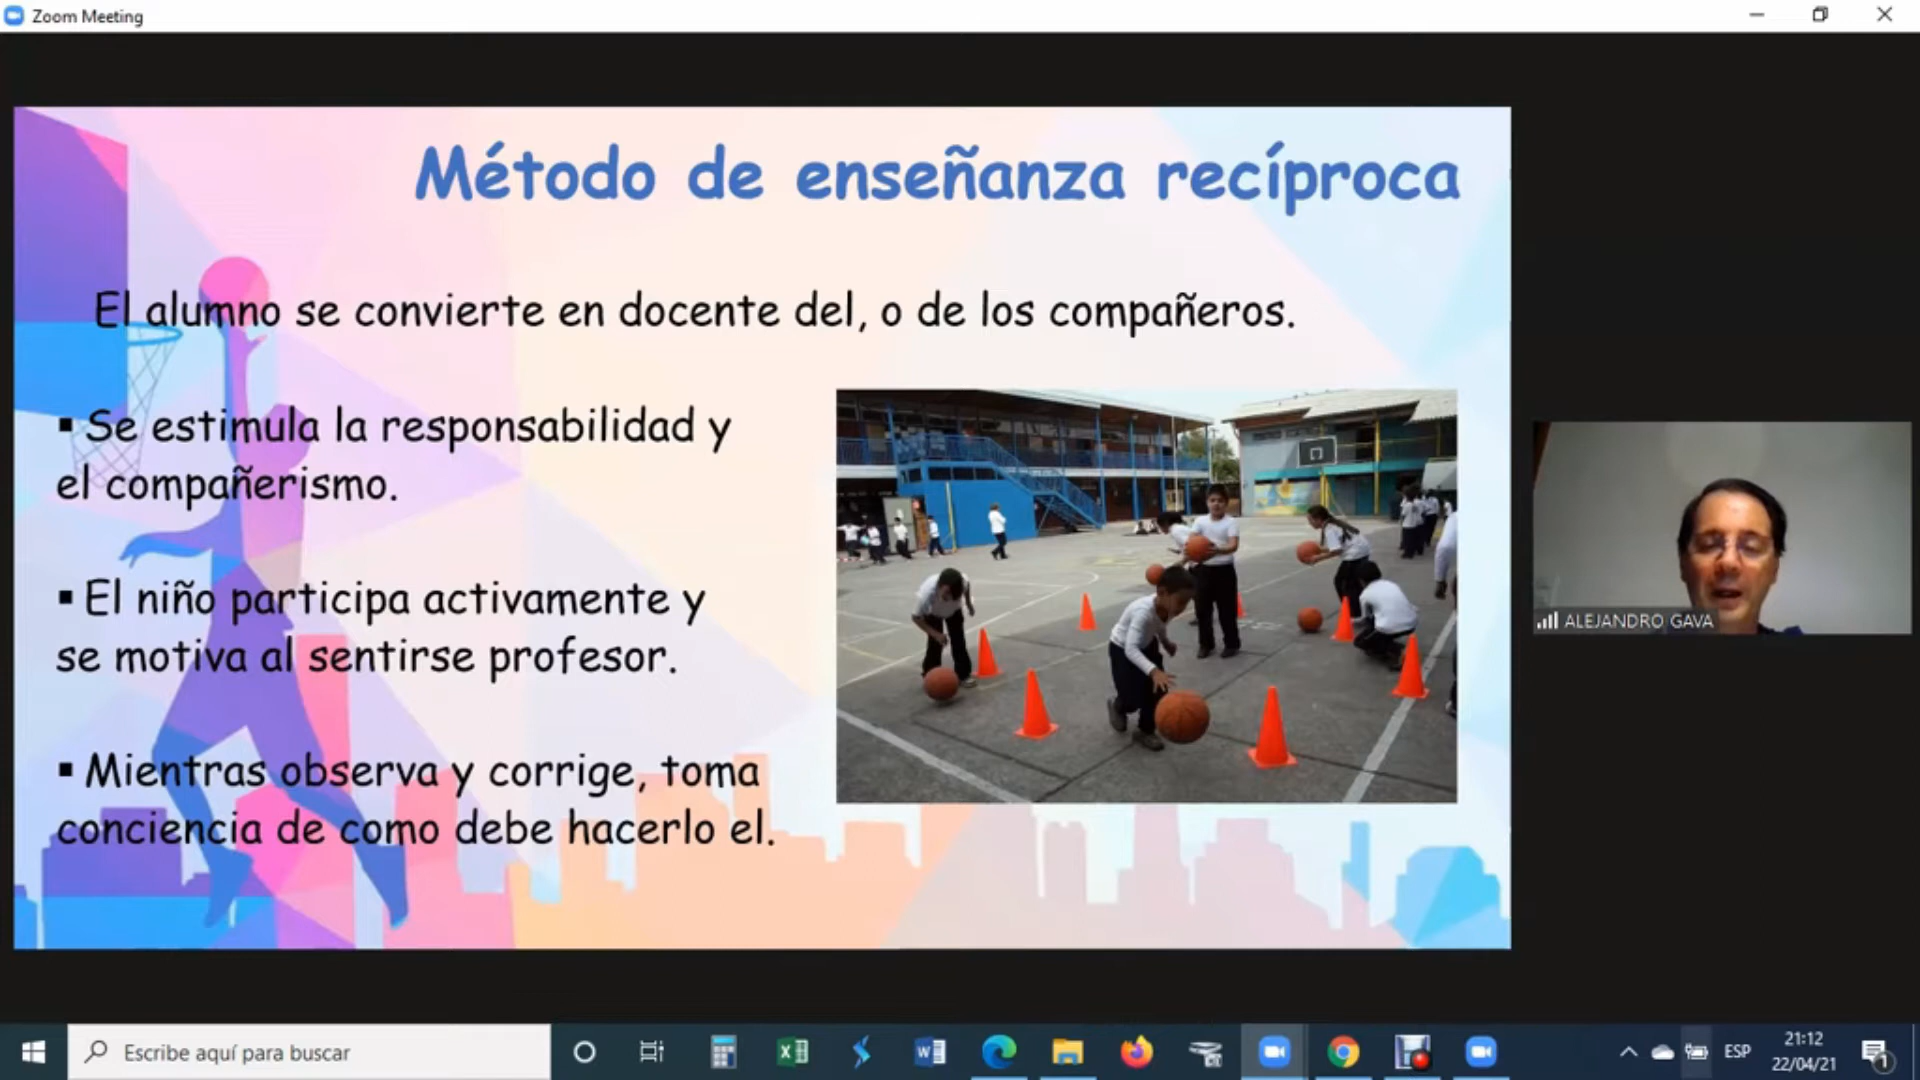 Zoom Meeting
Método de enseñanza recíproca
El alumno se convierte en docente del, o de los compañeros.
▪ Se estimula la responsabilidad y
el compañerismo.
▪ El niño participa activamente y
se motiva al sentirse profesor.
▪ Mientras observa y corrige, toma
conciencia de como debe hacerlo el.
ALEJANDRO GAVA
Escribe aquí para buscar
ESP
21:12
22/04/21
1